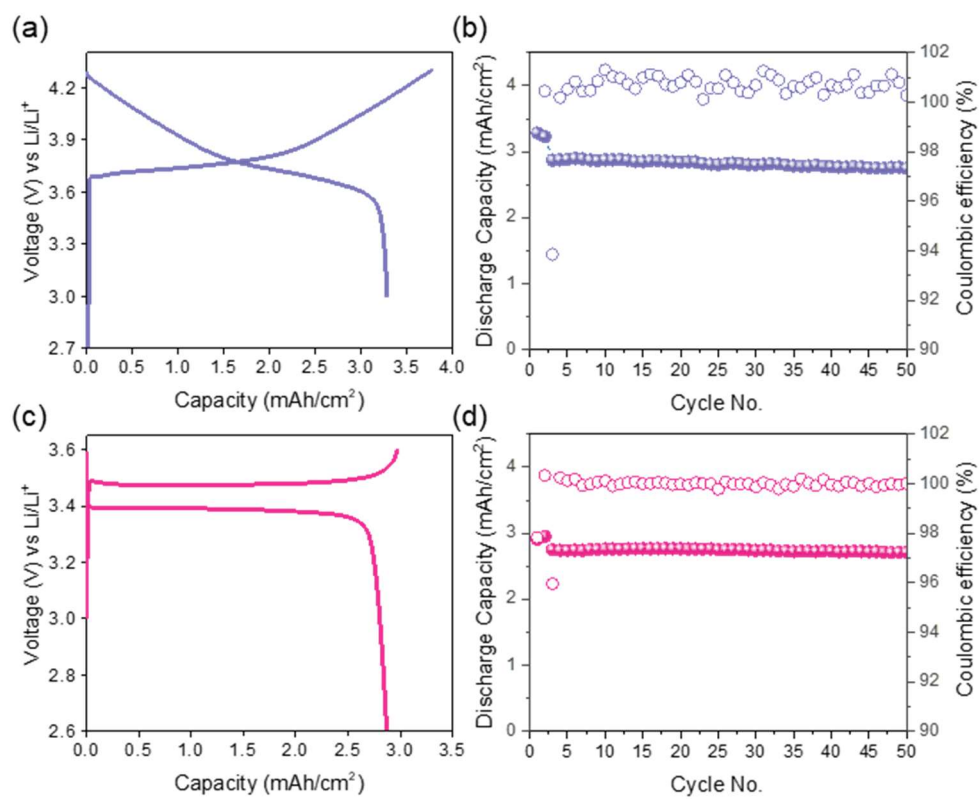 (a)
Voltage (V) vs Li/Li⁺
4.2
3.9
3.6
3.3
3.0
2.7
0.0 0.5 1.0 1.5 2.0 2.5 3.0 3.5 4.0
Capacity (mAh/cm²)
(b)
Discharge Capacity (mAh/cm²)
4
3
2
1
0
0 5 10 15 20 25 30 35 40 45 50
Cycle No.
102
100
98
96
94
92
90
Coulombic efficiency (%)
(c)
Voltage (V) vs Li/Li⁺
3.6
3.4
3.2
3.0
2.8
2.6
0.0 0.5 1.0 1.5 2.0 2.5 3.0 3.5
Capacity (mAh/cm²)
(d)
Discharge Capacity (mAh/cm²)
4
3
2
1
0
0 5 10 15 20 25 30 35 40 45 50
Cycle No.
102
100
98
96
94
92
90
Coulombic efficiency (%)